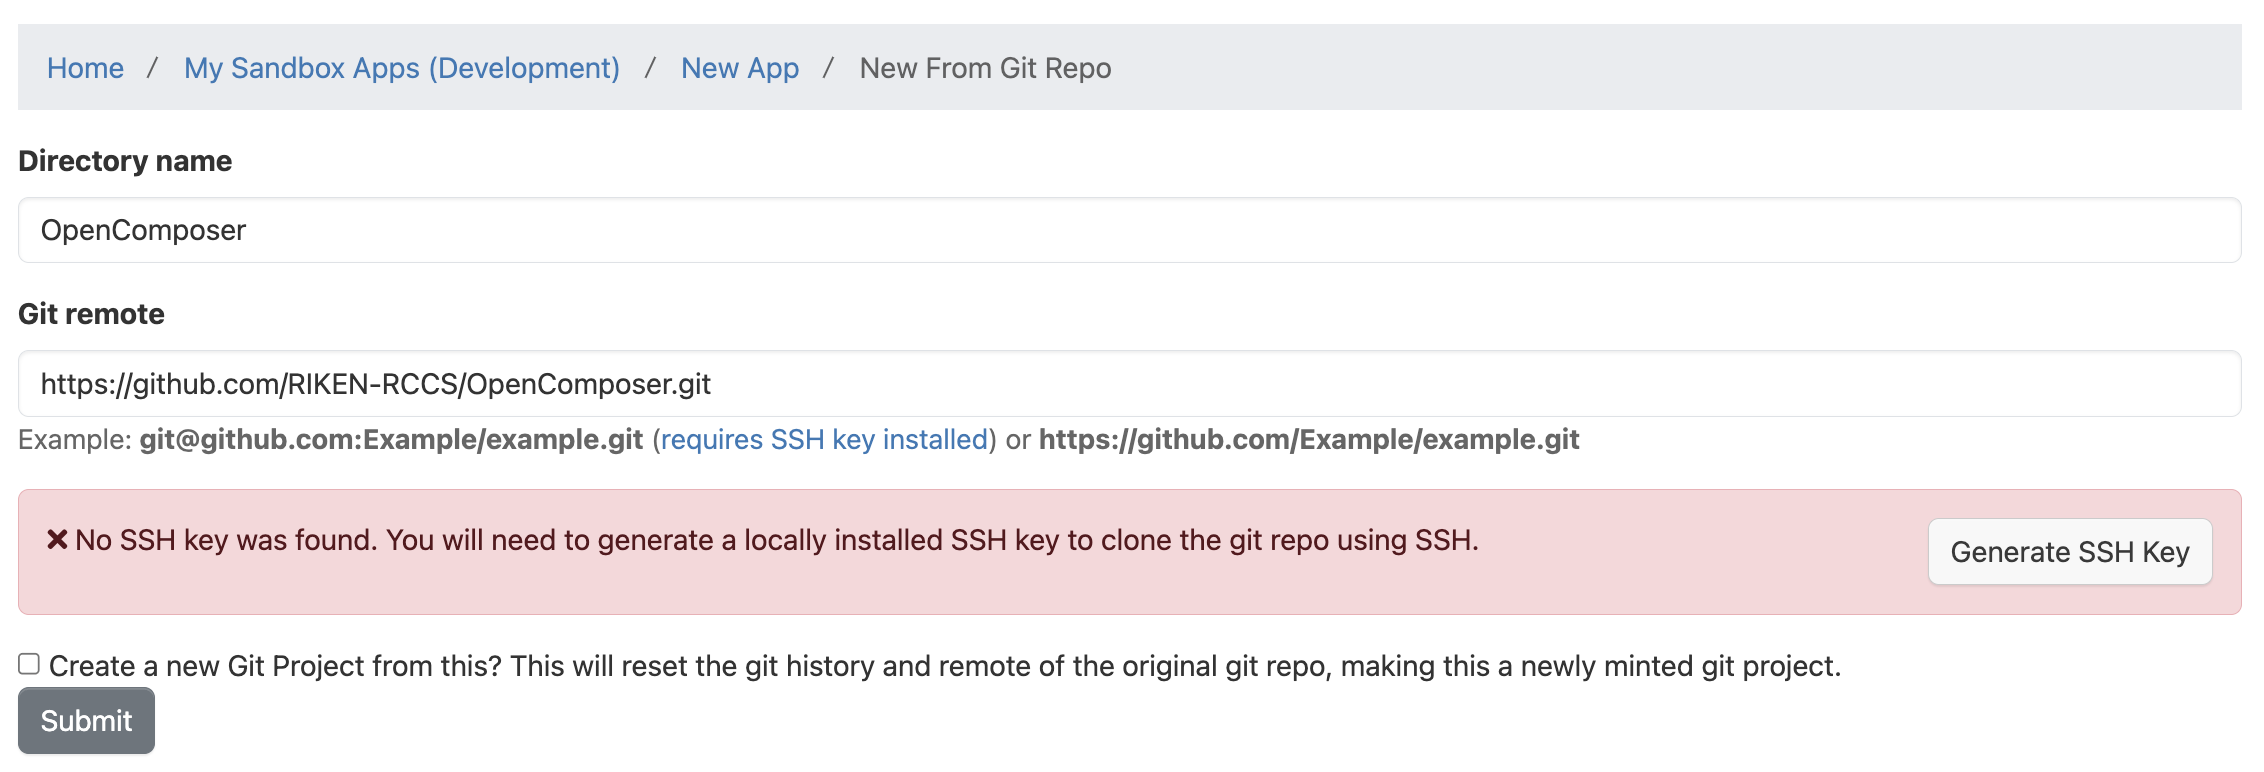 Home / My Sandbox Apps (Development) / New App / New From Git Repo
Directory name
OpenComposer
Git remote
https://github.com/RIKEN-RCCS/OpenComposer.git
Example: git@github.com:Example/example.git (requires SSH key installed) or https://github.com/Example/example.git
No SSH key was found. You will need to generate a locally installed SSH key to clone the git repo using SSH.
Generate SSH Key
Create a new Git Project from this? This will reset the git history and remote of the original git repo, making this a newly minted git project.
Submit